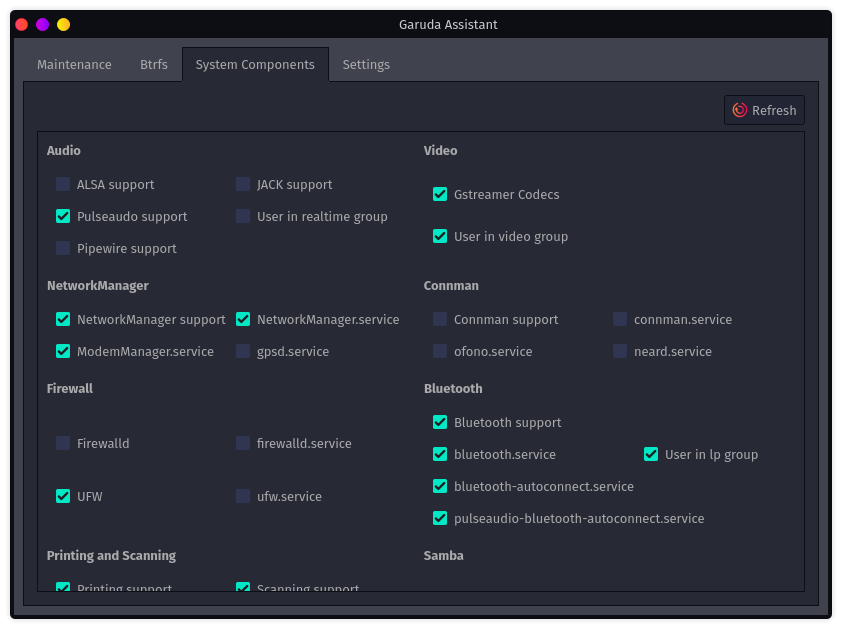 Garuda Assistant
Maintenance Btrfs System Components Settings
Refresh
Audio
ALSA support JACK support
Pulseaudo support User in realtime group
Pipewire support
Video
Gstreamer Codecs
User in video group
NetworkManager
NetworkManager support NetworkManager.service
ModemManager.service gpsd.service
Connman
Connman support connman.service
ofono.service neard.service
Firewall
Firewalld firewalld.service
UFW ufw.service
Bluetooth
Bluetooth support
bluetooth.service User in lp group
bluetooth-autoconnect.service
pulseaudio-bluetooth-autoconnect.service
Printing and Scanning
Printing support Scanning support
Samba